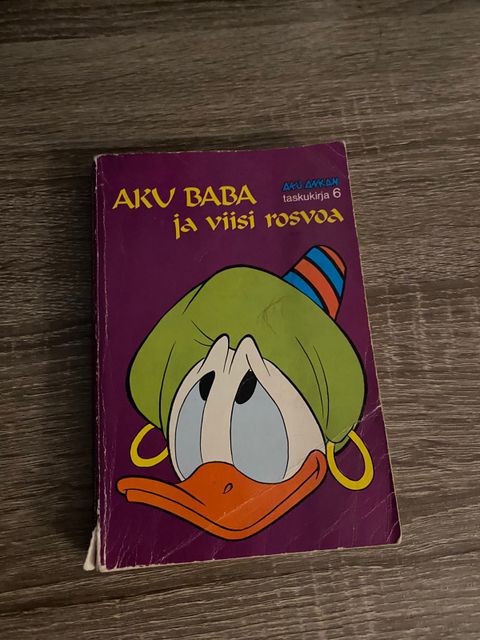 AKU BABA
ja viisi rosvoa
AKU ANKAN
taskukirja 6